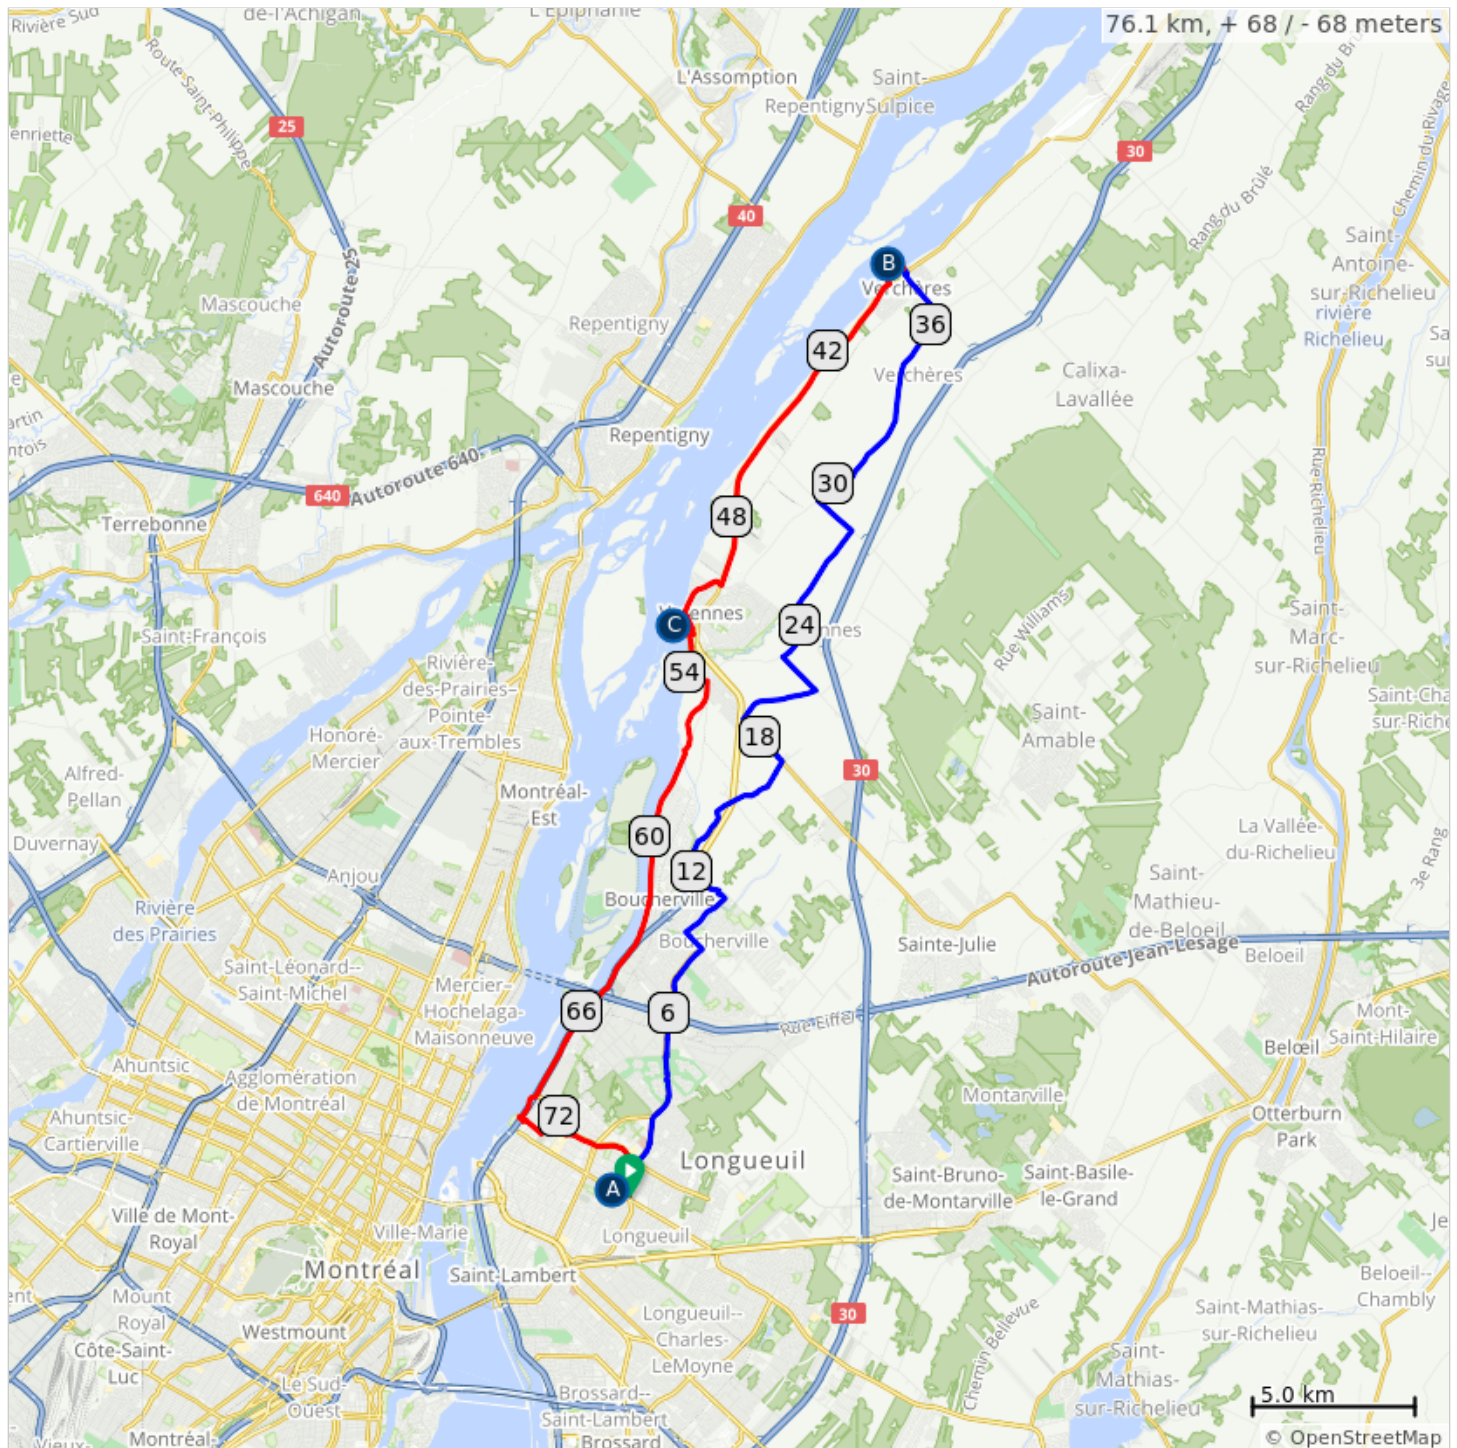 Rivière Sud
de-l'Achigan
L'Épiphanie
76.1 km, + 68 / - 68 meters
Route Saint-Philippe
25
enriette
L'Assomption
Saint-
RepentignySulpice
Rang du Brûlé
30
Chemin du Rivage
40
Rang du Brûlé
Mascouche
Autoroute 25
Repentigny
B
Verchères
36
42
Saint-
Antoine-
sur-Richelieu
rivière
Richelieu
Mascouche
Verchères
Calixa-
Lavallée
Repentigny
Autoroute 640
640
Terrebonne
30
48
Rue Richelieu
Saint-François
C
24
Rue Williams
Saint-
Marc-
sur-Richelieu
Rivière-
des-Prairies–
Pointe-
aux-Trembles
54
Honoré-
Mercier
18
Saint-
Amable
30
Alfred-
Pellan
Montréal-
Est
Duvernay
60
La Vallée-
du-Richelieu
3e Rang
Anjou
12
Boucherville
Saint-
Mathieu-
de-Beloeil
Rivière
des Prairies
Boucherville
Sainte-Julie
Autoroute Jean-Lesage
Beloeil
Saint-Léonard--
Saint-Michel
Mercier–
Hochelaga-
Maisonneuve
66
6
Rue Eiffel
Mont-
Saint-Hilaire
Belœil
Ahuntsic
Agglomération
de Montréal
Montarville
Ahuntsic-
Cartierville
72
Otterburn
Park
Longueuil
A
Saint-Bruno-
de-Montarville
Saint-Basile-
le-Grand
Ville de Mont-
Royal
Ville-Marie
Longueuil
Montréal
Saint-Lambert
Mount
Royal
Westmount
Côte-Saint-
Luc
Longueuil--
Charles-
LeMoyne
30
Chemin Bellevue
Saint-Mathias-
sur-Richelieu
Beloeil--
Chambly
Le Sud-
Ouest
Brossard--
Saint-Lambert
Brossard
Saint-
Mathias-
sur-Richelieu
5.0 km
Montréal-
© OpenStreetMap